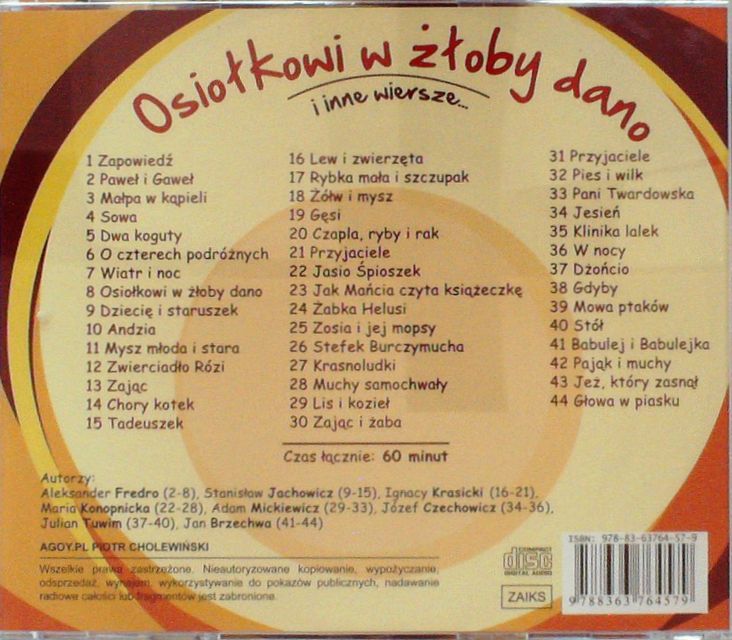 Osiołkowi w żłoby dano
i inne wiersze...
1 Zapowiedź
2 Paweł i Gaweł
3 Małpa w kąpieli
4 Sowa
5 Dwa koguty
6 O czterech podróżnych
7 Wiatr i noc
8 Osiołkowi w żłoby dano
9 Dziecię i staruszek
10 Andzia
11 Mysz młoda i stara
12 Zwierciadło Rózi
13 Zając
14 Chory kotek
15 Tadeuszek
16 Lew i zwierzęta
17 Rybka mała i szczupak
18 Żółw i mysz
19 Gęsi
20 Czapla, ryby i rak
21 Przyjaciele
22 Jasio Śpioszek
23 Jak Mańcia czyta książeczkę
24 Żabka Helusi
25 Zosia i jej mopsy
26 Stefek Burczymucha
27 Krasnoludki
28 Muchy samochwały
29 Lis i kozieł
30 Zając i żaba
31 Przyjaciele
32 Pies i wilk
33 Pani Twardowska
34 Jesień
35 Klinika lalek
36 W nocy
37 Dżońcio
38 Gdyby
39 Mowa ptaków
40 Stół
41 Babulej i Babulejka
42 Pająk i muchy
43 Jeż, który zasnął
44 Głowa w piasku
Czas łącznie: 60 minut
Autorzy:
Aleksander Fredro (2-8), Stanisław Jachowicz (9-15), Ignacy Krasicki (16-21),
Maria Konopnicka (22-28), Adam Mickiewicz (29-33), Józef Czechowicz (34-36),
Julian Tuwim (37-40), Jan Brzechwa (41-44)
AGOY.PL PIOTR CHOLEWIŃSKI
Wszelkie prawa zastrzeżone. Nieautoryzowane kopiowanie, wypożyczanie,
odsprzedaż, wynajem, wykorzystywanie do pokazów publicznych, nadawanie
radiowe całości lub fragmentów jest zabronione.
COMPACT
disc
DIGITAL AUDIO
ZAIKS
ISBN: 978-83-63764-57-9
9 788363 764579